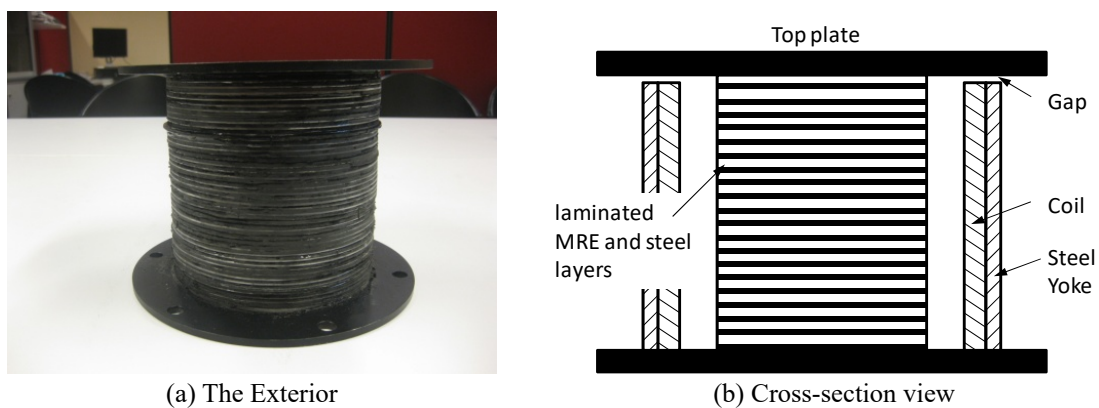 Top plate
Gap
laminated
MRE and steel
layers
Coil
Steel
Yoke
(a) The Exterior
(b) Cross-section view